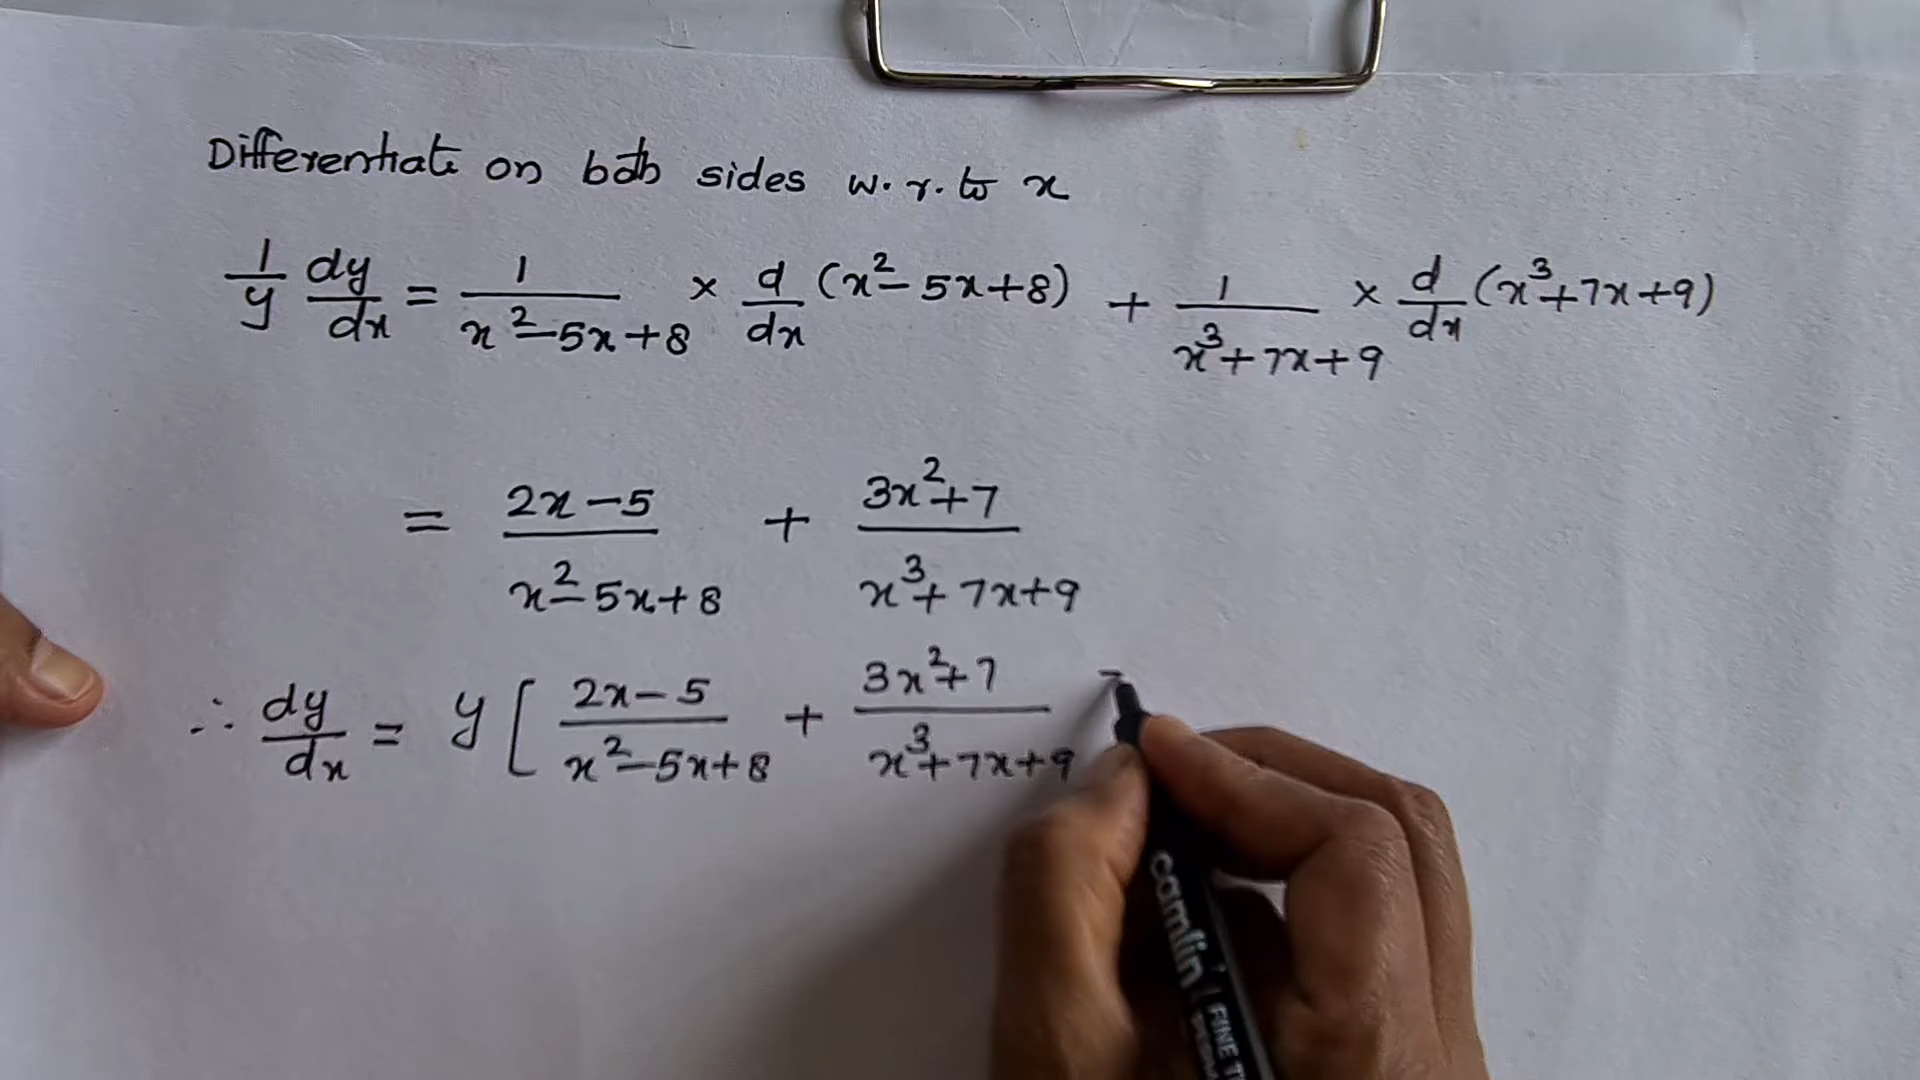 Differentiate on both sides w.r.to x
1/y dy/dx = 1/(x²-5x+8) × d/dx (x²-5x+8) + 1/(x³+7x+9) × d/dx (x³+7x+9)
= (2x-5)/(x²-5x+8) + (3x²+7)/(x³+7x+9)
∴ dy/dx = y [ (2x-5)/(x²-5x+8) + (3x²+7)/(x³+7x+9)
camlin
FINE